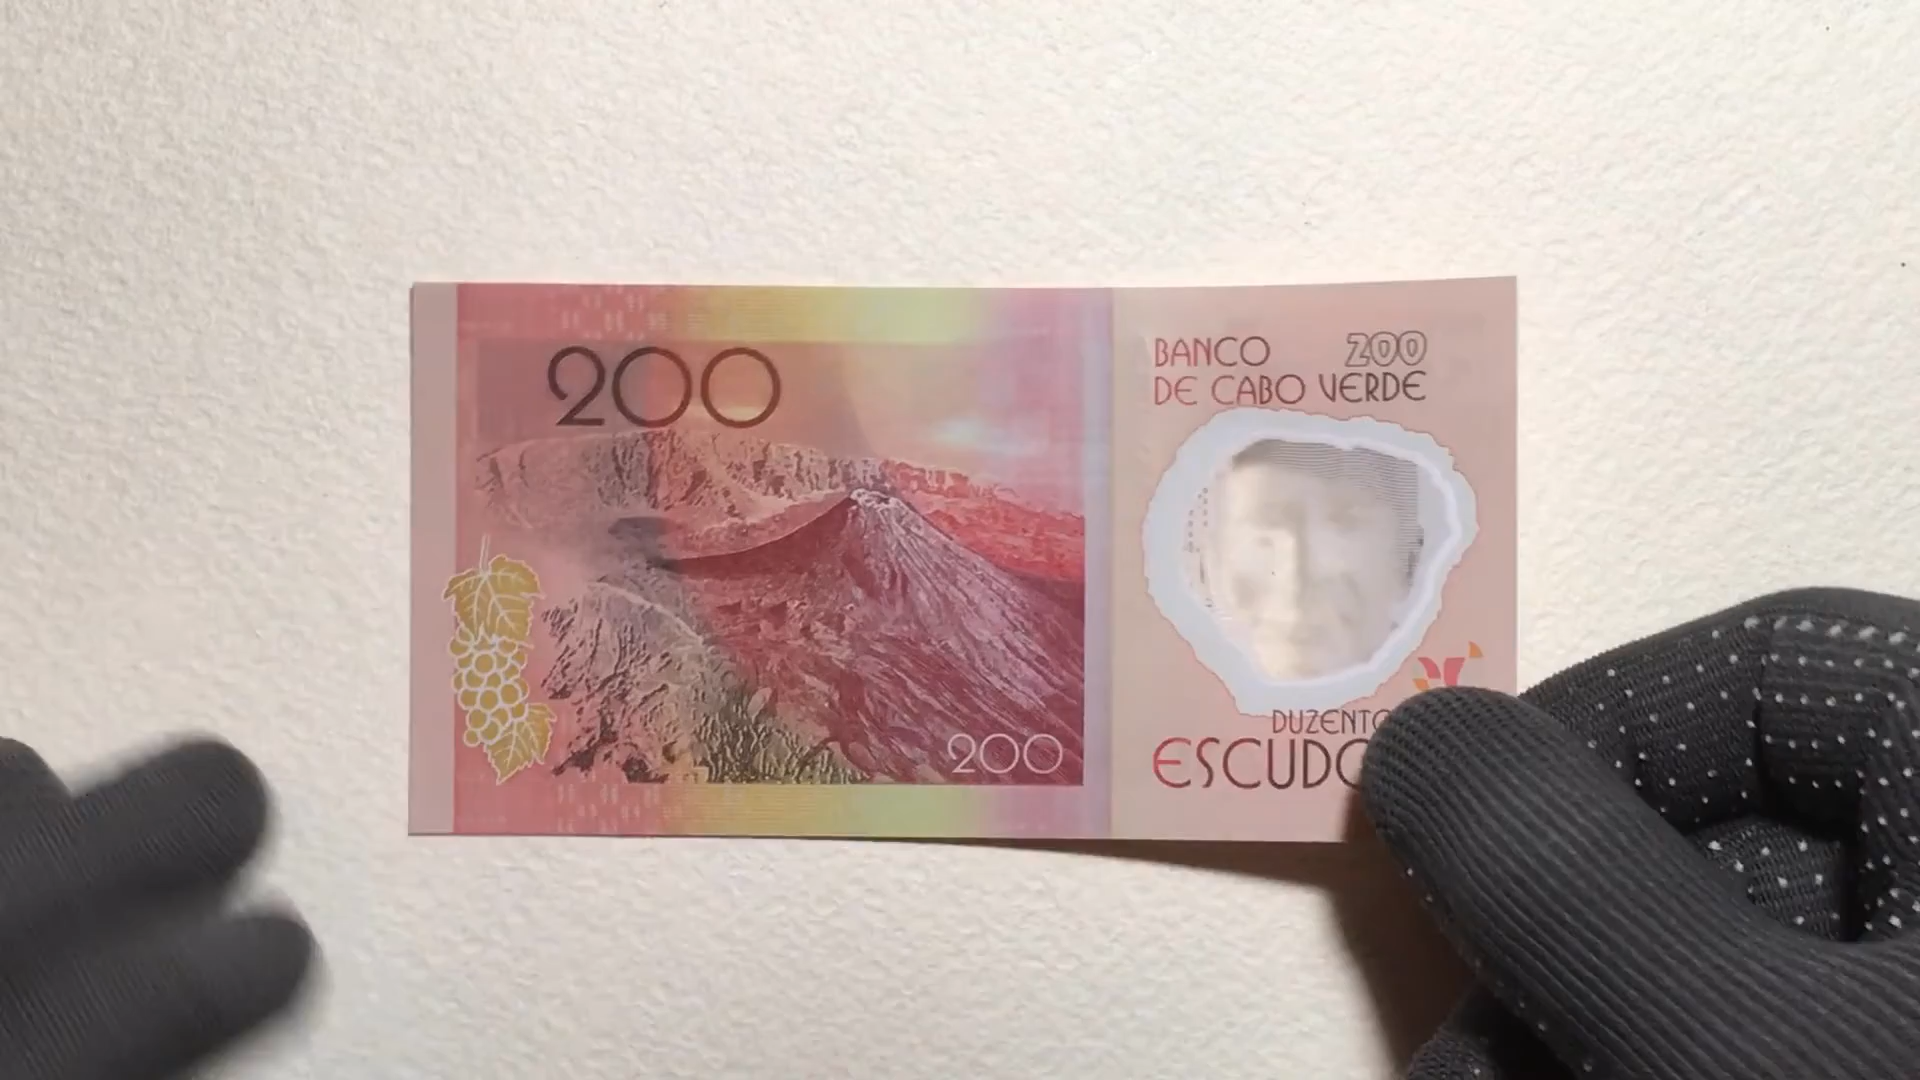 200
200
BANCO 200
DE CABO VERDE
DUZENTO
ESCUDO